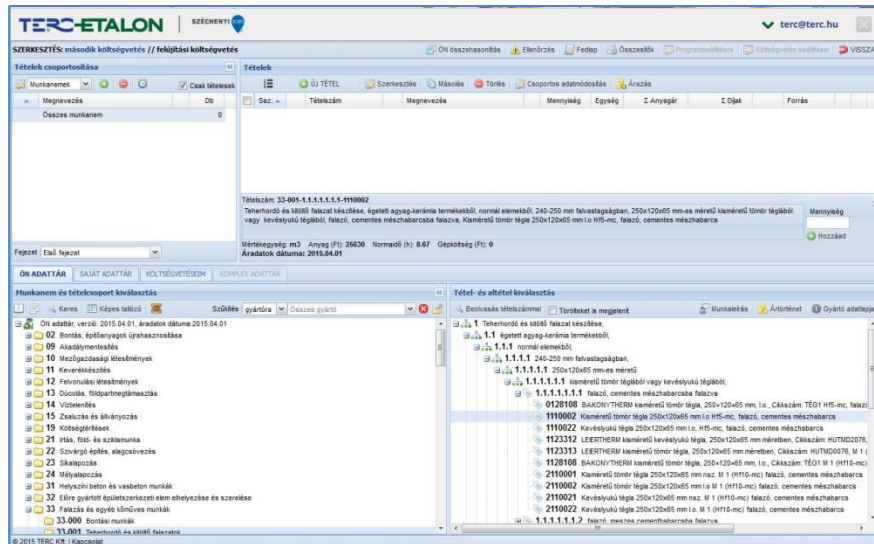 TERC-ETALON
SZÉCHENYI
terc@terc.hu
SZERKESZTÉS: második költségvetés // felújítási költségvetés
ÖN összehasonlítás Ellenőrzés Fedlap Összesítők Programbeállítások Költségvetés beállításai VISSZA
Tételek csoportosítása
Tételek
Munkanemek
Csak tételesek
ÚJ TÉTEL Szerkesztés Másolás Törlés Csoportos adatmódosítás Árazás
Megnevezés Db
Ssz. Tételszám Megnevezés Mennyiség Egység Σ Anyagár Σ Díjak Forrás
Összes munkanem 0
Tételszám: 33-001-1.1.1.1.1.1.1-1110002
Teherhordó és kitöltő falazat készítése, égetett agyag-kerámia termékekből, normál elemekből, 240-250 mm falvastagságban, 250x120x65 mm-es méretű kisméretű tömör téglából
vagy kevéslyukú téglából, falazó, cementes mészhabarcsba falazva, Kisméretű tömör tégla 250x120x65 mm I.o Hf5-mc, falazó, cementes mészhabarcs
Mennyiség
Hozzáad
Mértékegység: m3 Anyag (Ft): 25630 Normaidő (h): 8.67 Gépköltség (Ft): 0
Áradatok dátuma: 2015.04.01
Fejezet: Első fejezet
ÖN ADATTÁR SAJÁT ADATTÁR KÖLTSÉGVETÉSEIM KOMPLEX ADATTÁR
Munkanem és tételcsoport kiválasztás
Keres Képes tallózó Szűkítés: gyártóra Összes gyártó
ÖN adattár, verzió: 2015.04.01, áradatok dátuma:2015.04.01
02 Bontás, építőanyagok újrahasznosítása
09 Akadálymentesítés
10 Mezőgazdasági létesítmények
11 Keverékkészítés
12 Felvonulási létesítmények
13 Dúcolás, földpartmegtámasztás
14 Víztelenítés
15 Zsaluzás és állványozás
19 Költségtérítések
21 Irtás, föld- és sziklamunka
22 Szivárgó építés, alagcsövezés
23 Síkalapozás
24 Mélyalapozás
31 Helyszíni beton és vasbeton munkák
32 Előre gyártott épületszerkezeti elem elhelyezése és szerelése
33 Falazás és egyéb kőműves munkák
33-000 Bontási munkák
33-001 Teherhordó és kitöltő falazatok
Tétel- és altétel kiválasztás
Beolvasás tételszámmal Törölteket is megjelenít Munkaleírás Ártörténet Gyártó adatlapja
1 Teherhordó és kitöltő falazat készítése,
1.1 égetett agyag-kerámia termékekből,
1.1.1 normál elemekből,
1.1.1.1 240-250 mm falvastagságban,
1.1.1.1.1 250x120x65 mm-es méretű
1.1.1.1.1.1 kisméretű tömör téglából vagy kevéslyukú téglából,
1.1.1.1.1.1.1 falazó, cementes mészhabarcsba falazva
0128108 BAKONYTHERM kisméretű tömör tégla, 250×120×65 mm, I.o., Cikkszám: TÉG1 Hf5-mc, falazó
1110002 Kisméretű tömör tégla 250x120x65 mm I.o Hf5-mc, falazó, cementes mészhabarcs
1110022 Kevéslyukú tégla 250x120x65 mm I.o Hf5-mc, falazó, cementes mészhabarcs
1123312 LEIERTHERM kisméretű kevéslyukú tégla, 250x120x65 mm méretben, Cikkszám: HUTMD2076,
1123313 LEIERTHERM kisméretű tömör tégla, 250x120x65 mm méretben, Cikkszám: HUTMD0076, M 1 (
1128108 BAKONYTHERM kisméretű tömör tégla, 250×120×65 mm, I.o., Cikkszám: TÉG1 M 1 (Hf10-mc)
2110001 Kisméretű tömör tégla 250x120x65 mm nsz. M 1 (Hf10-mc) falazó, cementes mészhabarcs
2110002 Kisméretű tömör tégla 250x120x65 mm I.o M 1 (Hf10-mc) falazó, cementes mészhabarcs
2110021 Kevéslyukú tégla 250x120x65 mm nsz. M 1 (Hf10-mc) falazó, cementes mészhabarcs
2110022 Kevéslyukú tégla 250x120x65 mm I.o. M 1 (Hf10-mc) falazó, cementes mészhabarcs
1.1.1.1.1.1.2 falazó, meszes cementhabarcsba falazva
© 2015 TERC Kft. | Kapcsolat